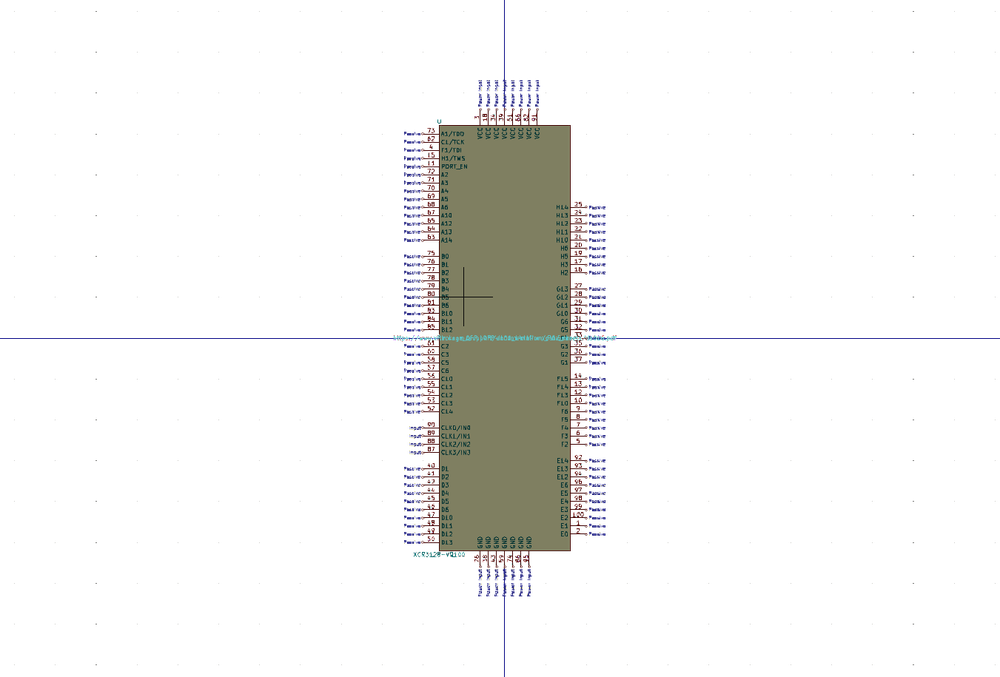 Power Input Power Input Power Input Power Input Power Input Power Input Power Input Power Input
3 18 34 39 51 66 82 91
VCC VCC VCC VCC VCC VCC VCC VCC
U
Passive 73 A1/TDO
Passive 62 C1/TCK
Passive 4 F1/TDI
Passive 15 H1/TMS
Passive 11 PORT_EN
Passive 72 A2
Passive 71 A3
Passive 70 A4
Passive 69 A5
Passive 68 A6 H14 25 Passive
Passive 67 A10 H13 24 Passive
Passive 65 A12 H12 23 Passive
Passive 64 A13 H11 22 Passive
Passive 63 A14 H10 21 Passive
H6 20 Passive
Passive 75 B0 H5 19 Passive
Passive 76 B1 H3 17 Passive
Passive 77 B2 H2 16 Passive
Passive 78 B3
Passive 79 B4 G13 27 Passive
Passive 80 B5 G12 28 Passive
Passive 81 B6 G11 29 Passive
Passive 83 B10 G10 30 Passive
Passive 84 B11 G6 31 Passive
Passive 85 B12 G5 32 Passive
Passive 61 C2 G3 35 Passive
Passive 60 C3 G2 36 Passive
Passive 58 C5 G1 37 Passive
Passive 57 C6
Passive 56 C10 F15 14 Passive
Passive 55 C11 F14 13 Passive
Passive 54 C12 F13 12 Passive
Passive 53 C13 F10 10 Passive
Passive 52 C14 F6 9 Passive
F5 8 Passive
Input 90 CLK0/IN0 F4 7 Passive
Input 89 CLK1/IN1 F3 6 Passive
Input 88 CLK2/IN2 F2 5 Passive
Input 87 CLK3/IN3
E14 92 Passive
Passive 40 D1 E13 93 Passive
Passive 41 D2 E12 94 Passive
Passive 42 D3 E6 96 Passive
Passive 44 D4 E5 97 Passive
Passive 45 D5 E4 98 Passive
Passive 46 D6 E3 99 Passive
Passive 47 D10 E2 100 Passive
Passive 48 D11 E1 1 Passive
Passive 49 D12 E0 2 Passive
Passive 50 D13
GND GND GND GND GND GND GND
XCR3128-VQ100
26 38 43 59 74 86 95
Power Input Power Input Power Input Power Input Power Input Power Input Power Input